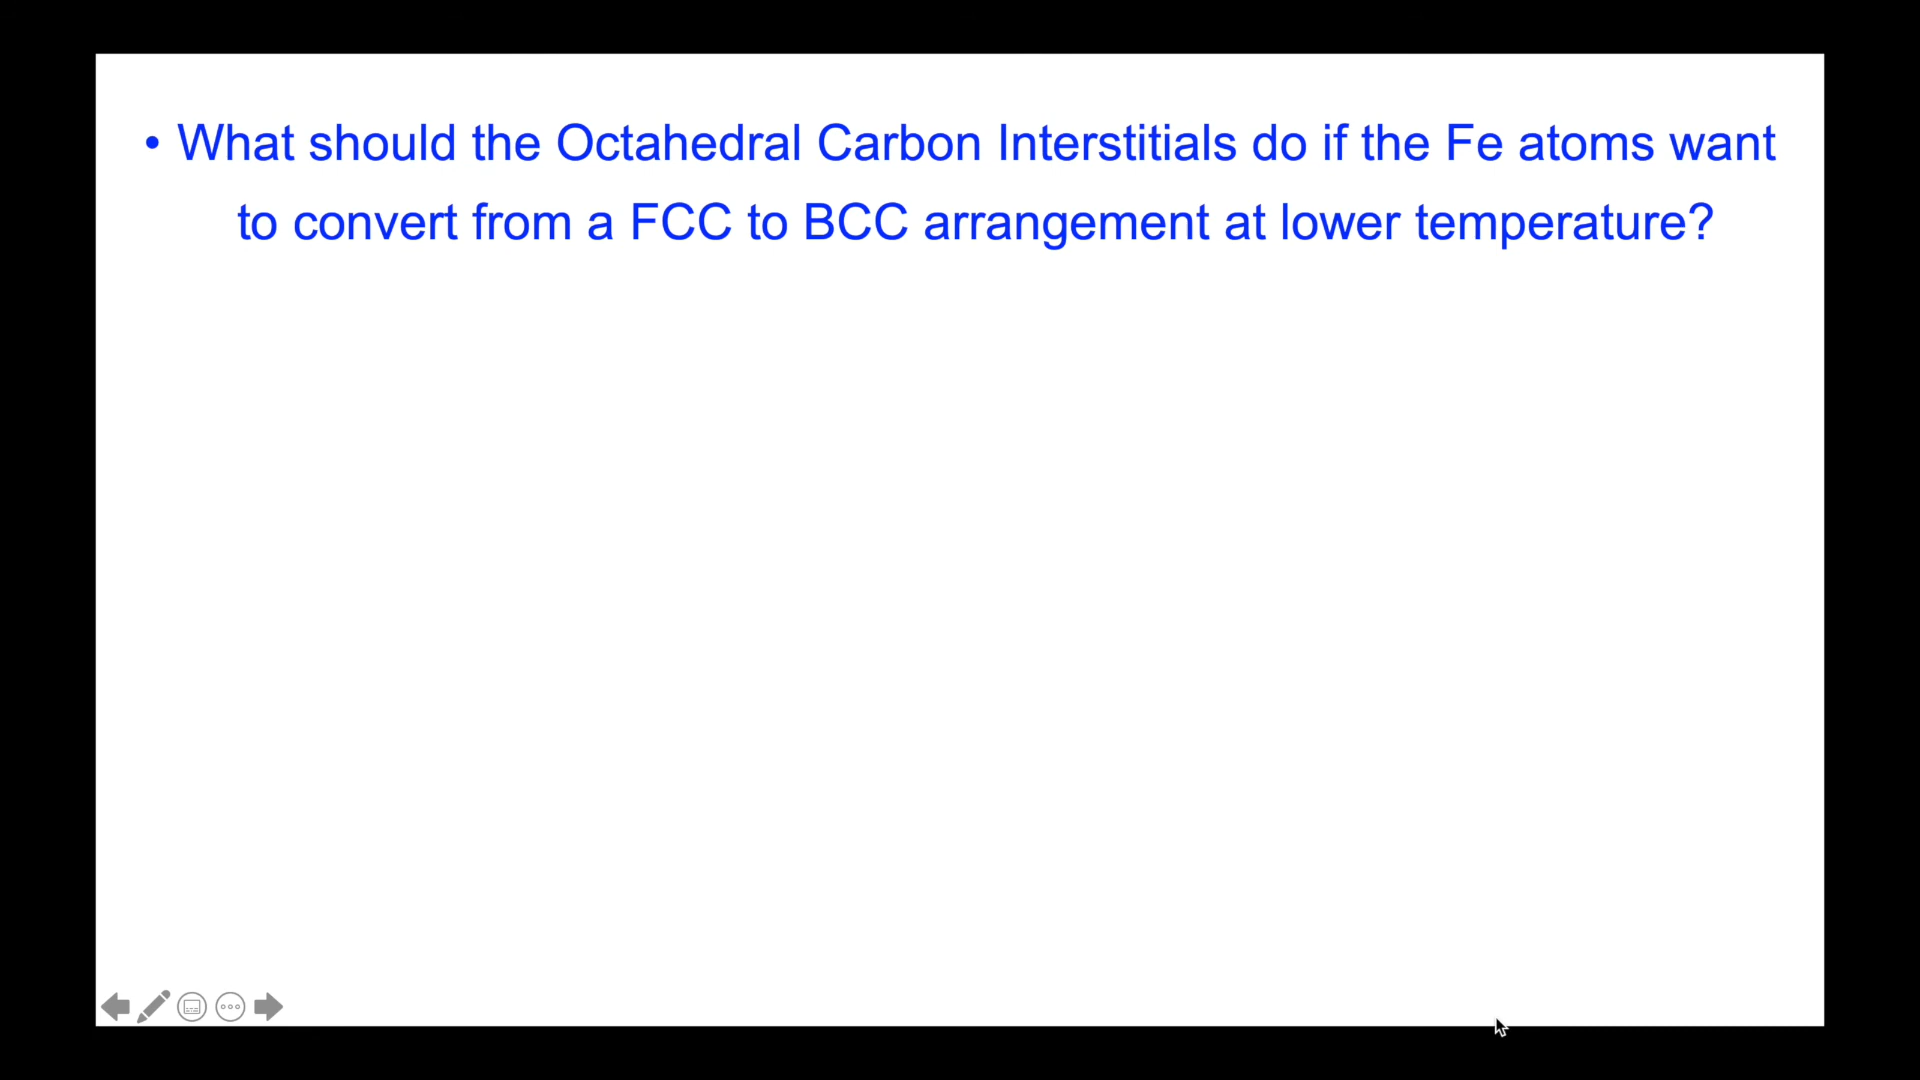 • What should the Octahedral Carbon Interstitials do if the Fe atoms want
to convert from a FCC to BCC arrangement at lower temperature?